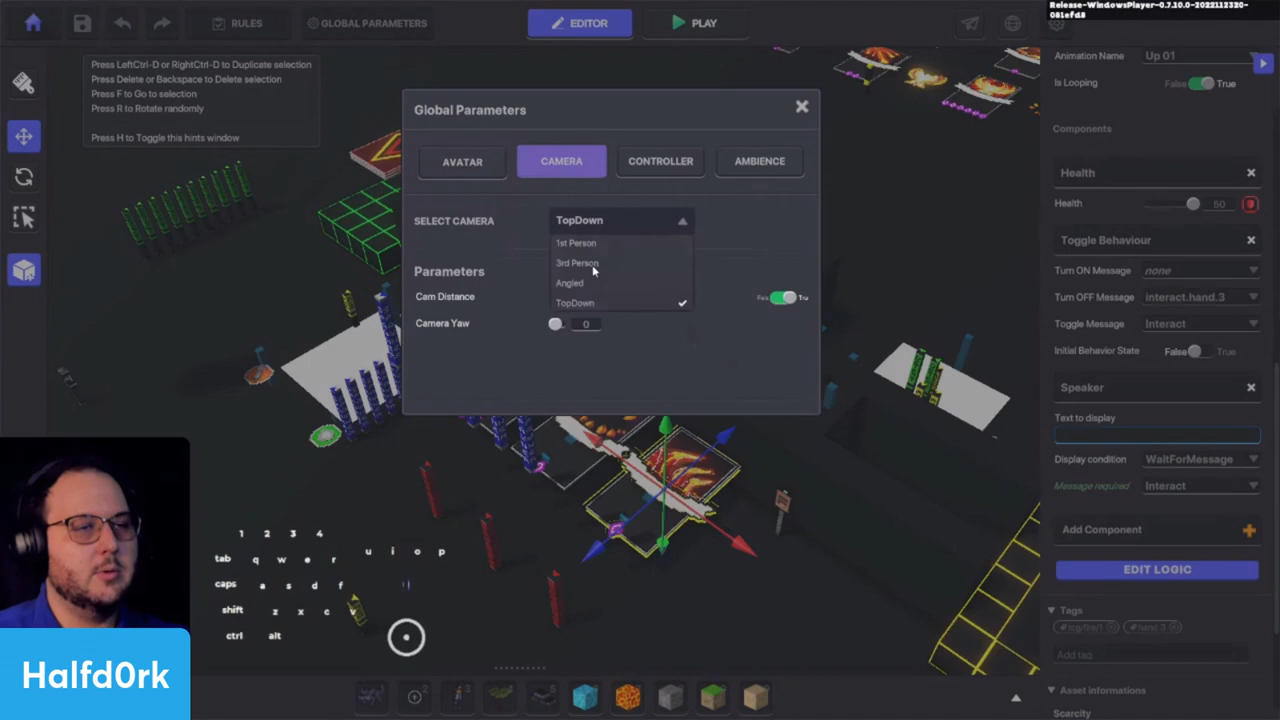 Release-WindowsPlayer-0.7.10.0-2022112320-
081efd8
RULES
GLOBAL PARAMETERS
EDITOR
PLAY
Press LeftCtrl-D or RightCtrl-D to Duplicate selection
Press Delete or Backspace to Delete selection
Press F to Go to selection
Press R to Rotate randomly
Press H to Toggle this hints window
Global Parameters
AVATAR
CAMERA
CONTROLLER
AMBIENCE
SELECT CAMERA
TopDown
1st Person
3rd Person
Angled
TopDown
Parameters
Cam Distance
Camera Yaw
0
Animation Name
Up 01
Is Looping
False
True
Components
Health
Health
50
Toggle Behaviour
Turn ON Message
none
Turn OFF Message
interact.hand.3
Toggle Message
Interact
Initial Behavior State
False
True
Speaker
Text to display
Display condition
WaitForMessage
Message required
Interact
Add Component
EDIT LOGIC
Tags
hand.3
Add tag
Asset informations
Scarcity
1 2 3 4
tab q w e r u i o p
caps a s d f
shift z x c v
ctrl alt
Halfd0rk